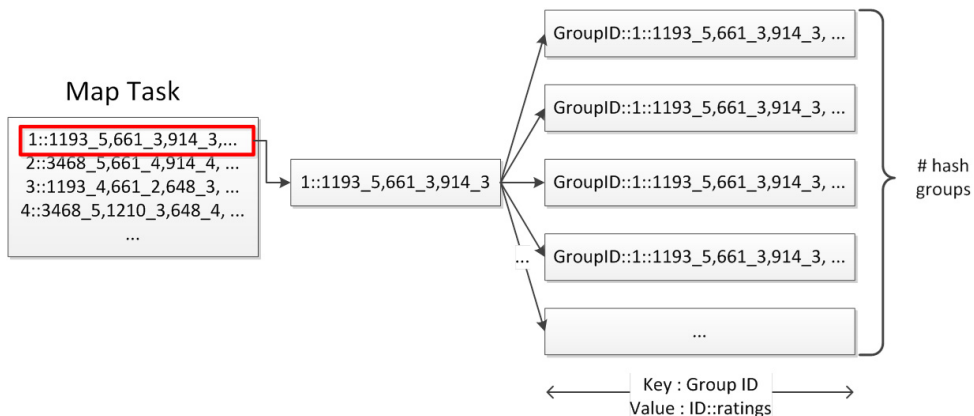 Map Task
1::1193_5,661_3,914_3,...
2::3468_5,661_4,914_4, ...
3::1193_4,661_2,648_3, ...
4::3468_5,1210_3,648_4, ...
...
1::1193_5,661_3,914_3
...
GroupID::1::1193_5,661_3,914_3, ...
GroupID::1::1193_5,661_3,914_3, ...
GroupID::1::1193_5,661_3,914_3, ...
GroupID::1::1193_5,661_3,914_3, ...
...
# hash
groups
Key : Group ID
Value : ID::ratings